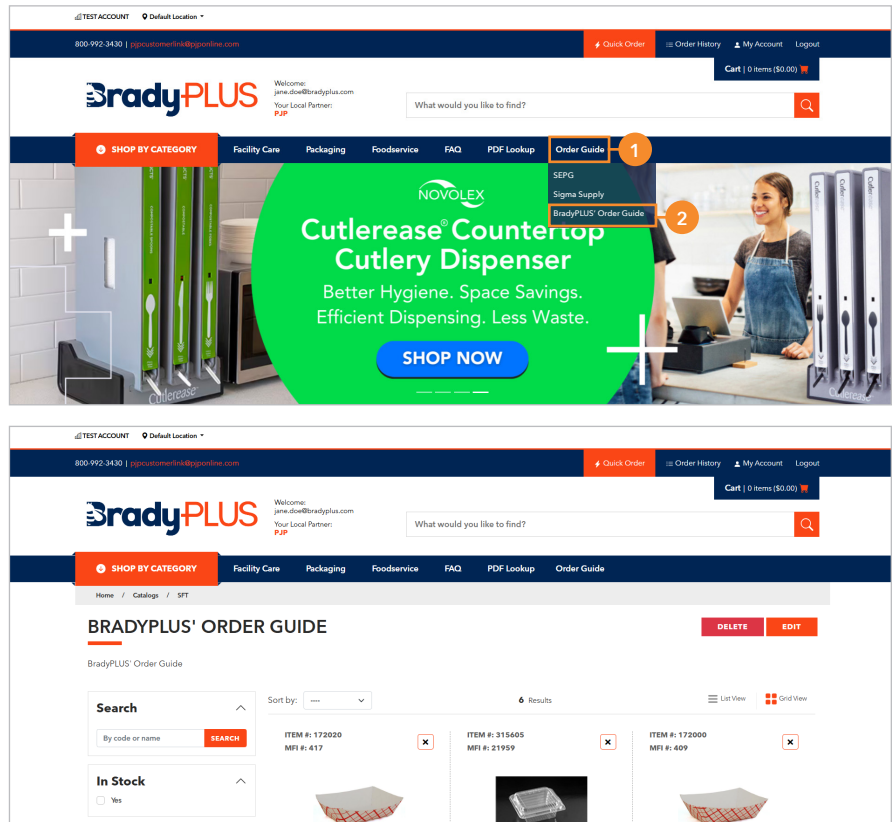 TEST ACCOUNT Default Location
800-992-3430 | pjpcustomerlink@pjponline.com Quick Order Order History My Account Logout
Cart | 0 items ($0.00)
BradyPLUS
Welcome:
jane.doe@bradyplus.com
Your Local Partner:
PJP
What would you like to find?
SHOP BY CATEGORY Facility Care Packaging Foodservice FAQ PDF Lookup Order Guide 1
SEPG
Sigma Supply
BradyPLUS' Order Guide 2
NOVOLEX
Cutlerease® Countertop
Cutlery Dispenser
Better Hygiene. Space Savings.
Efficient Dispensing. Less Waste.
SHOP NOW
Cutlerease
Cutlerease
Cutlerease
Cutlerease
TEST ACCOUNT Default Location
800-992-3430 | pjpcustomerlink@pjponline.com Quick Order Order History My Account Logout
Cart | 0 items ($0.00)
BradyPLUS
Welcome:
jane.doe@bradyplus.com
Your Local Partner:
PJP
What would you like to find?
SHOP BY CATEGORY Facility Care Packaging Foodservice FAQ PDF Lookup Order Guide
Home / Catalogs / SFT
BRADYPLUS' ORDER GUIDE DELETE EDIT
BradyPLUS' Order Guide
Search
By code or name SEARCH
In Stock
Yes
Sort by: ---- 6 Results List View Grid View
ITEM #: 172020
MFI #: 417
ITEM #: 315605
MFI #: 21959
ITEM #: 172000
MFI #: 409